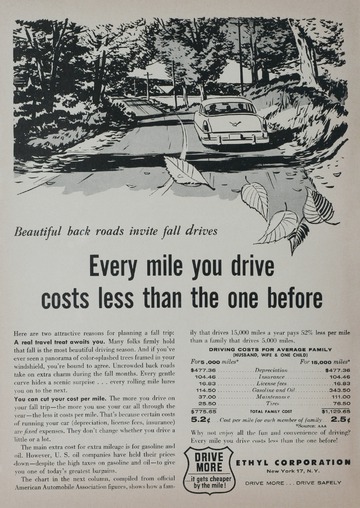 Beautiful back roads invite fall drives
Every mile you drive
costs less than the one before
Here are two attractive reasons for planning a fall trip:
A real travel treat awaits you. Many folks firmly hold
that fall is the most beautiful driving season. And if you've
ever seen a panorama of color-splashed trees framed in your
windshield, you're bound to agree. Uncrowded back roads
take on extra charm during the fall months. Every gentle
curve hides a scenic surprise . . . every rolling mile lures
you on to the next.
You can cut your cost per mile. The more you drive on
your fall trip—the more you use your car all through the
year—the less it costs per mile. That's because certain costs
of running your car (depreciation, license fees, insurance)
are fixed expenses. They don't change whether you drive a
little or a lot.
The main extra cost for extra mileage is for gasoline and
oil. However, U. S. oil companies have held their prices
down—despite the high taxes on gasoline and oil—to give
you one of today's greatest bargains.
The chart in the next column, compiled from official
American Automobile Association figures, shows how a fam-
ily that drives 15,000 miles a year pays 52% less per mile
than a family that drives 5,000 miles.
DRIVING COSTS FOR AVERAGE FAMILY
(HUSBAND, WIFE & ONE CHILD)
For 5,000 miles* For 15,000 miles*
$477.36 Depreciation $477.36
104.46 Insurance 104.46
16.83 License fees 16.83
114.50 Gasoline and Oil 343.50
37.00 Maintenance 111.00
25.50 Tires 76.50
$775.65 TOTAL FAMILY COST $1,129.65
5.2¢ Cost per mile for each member of family 2.5¢
*Source: AAA
Why not enjoy all the fun and convenience of driving?
Every mile you drive costs less than the one before!
DRIVE
MORE
...it gets cheaper
by the mile!
ETHYL CORPORATION
New York 17, N. Y.
DRIVE MORE . . . DRIVE SAFELY